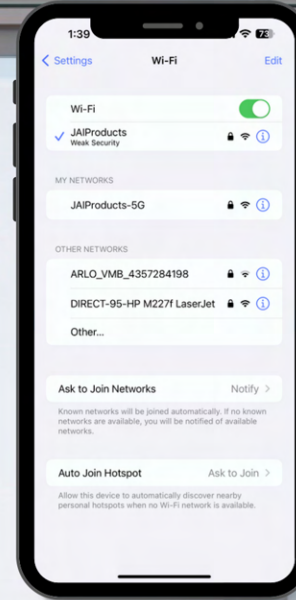 1:39
73
Settings
Wi-Fi
Edit
Wi-Fi
JAIProducts
Weak Security
MY NETWORKS
JAIProducts-5G
OTHER NETWORKS
ARLO_VMB_4357284198
DIRECT-95-HP M227f LaserJet
Other...
Ask to Join Networks
Notify
Known networks will be joined automatically. If no known
networks are available, you will be notified of available
networks.
Auto Join Hotspot
Ask to Join
Allow this device to automatically discover nearby
personal hotspots when no Wi-Fi network is available.